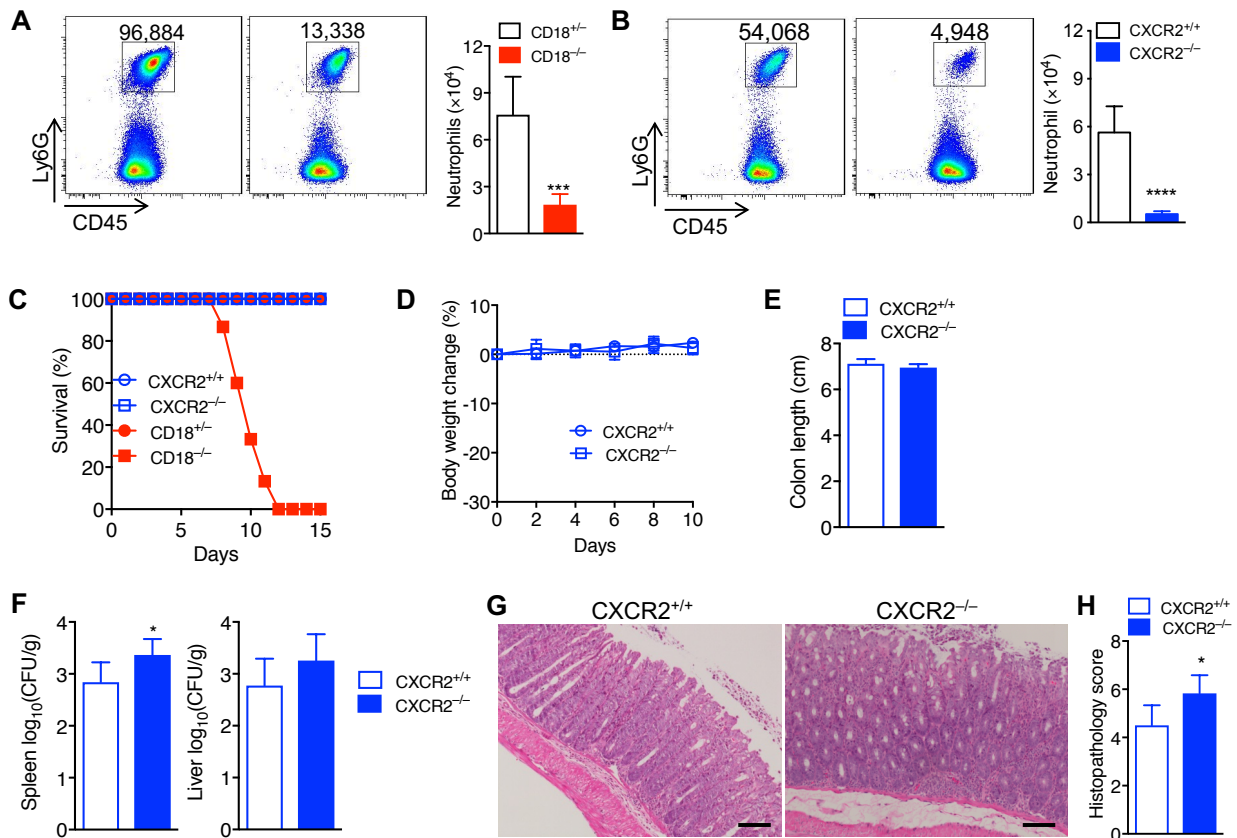 A
96,884
13,338
Ly6G
CD45
CD18+/−
CD18−/−
Neutrophils (×10⁴)
12
9
6
3
0
***
B
54,068
4,948
Ly6G
CD45
CXCR2+/+
CXCR2−/−
Neutrophil (×10⁴)
12
9
6
3
0
****
C
Survival (%)
100
80
60
40
20
0
CXCR2+/+
CXCR2−/−
CD18+/−
CD18−/−
0 5 10 15
Days
D
Body weight change (%)
10
0
-10
-20
-30
CXCR2+/+
CXCR2−/−
0 2 4 6 8 10
Days
E
CXCR2+/+
CXCR2−/−
Colon length (cm)
8
6
4
2
0
F
Spleen log₁₀(CFU/g)
4
3
2
1
0
*
Liver log₁₀(CFU/g)
4
3
2
1
0
CXCR2+/+
CXCR2−/−
G
CXCR2+/+
CXCR2−/−
H
CXCR2+/+
CXCR2−/−
Histopathology score
8
6
4
2
0
*